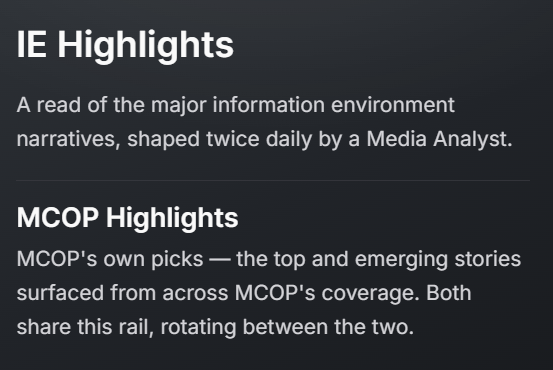 IE Highlights
A read of the major information environment
narratives, shaped twice daily by a Media Analyst.
MCOP Highlights
MCOP's own picks — the top and emerging stories
surfaced from across MCOP's coverage. Both
share this rail, rotating between the two.